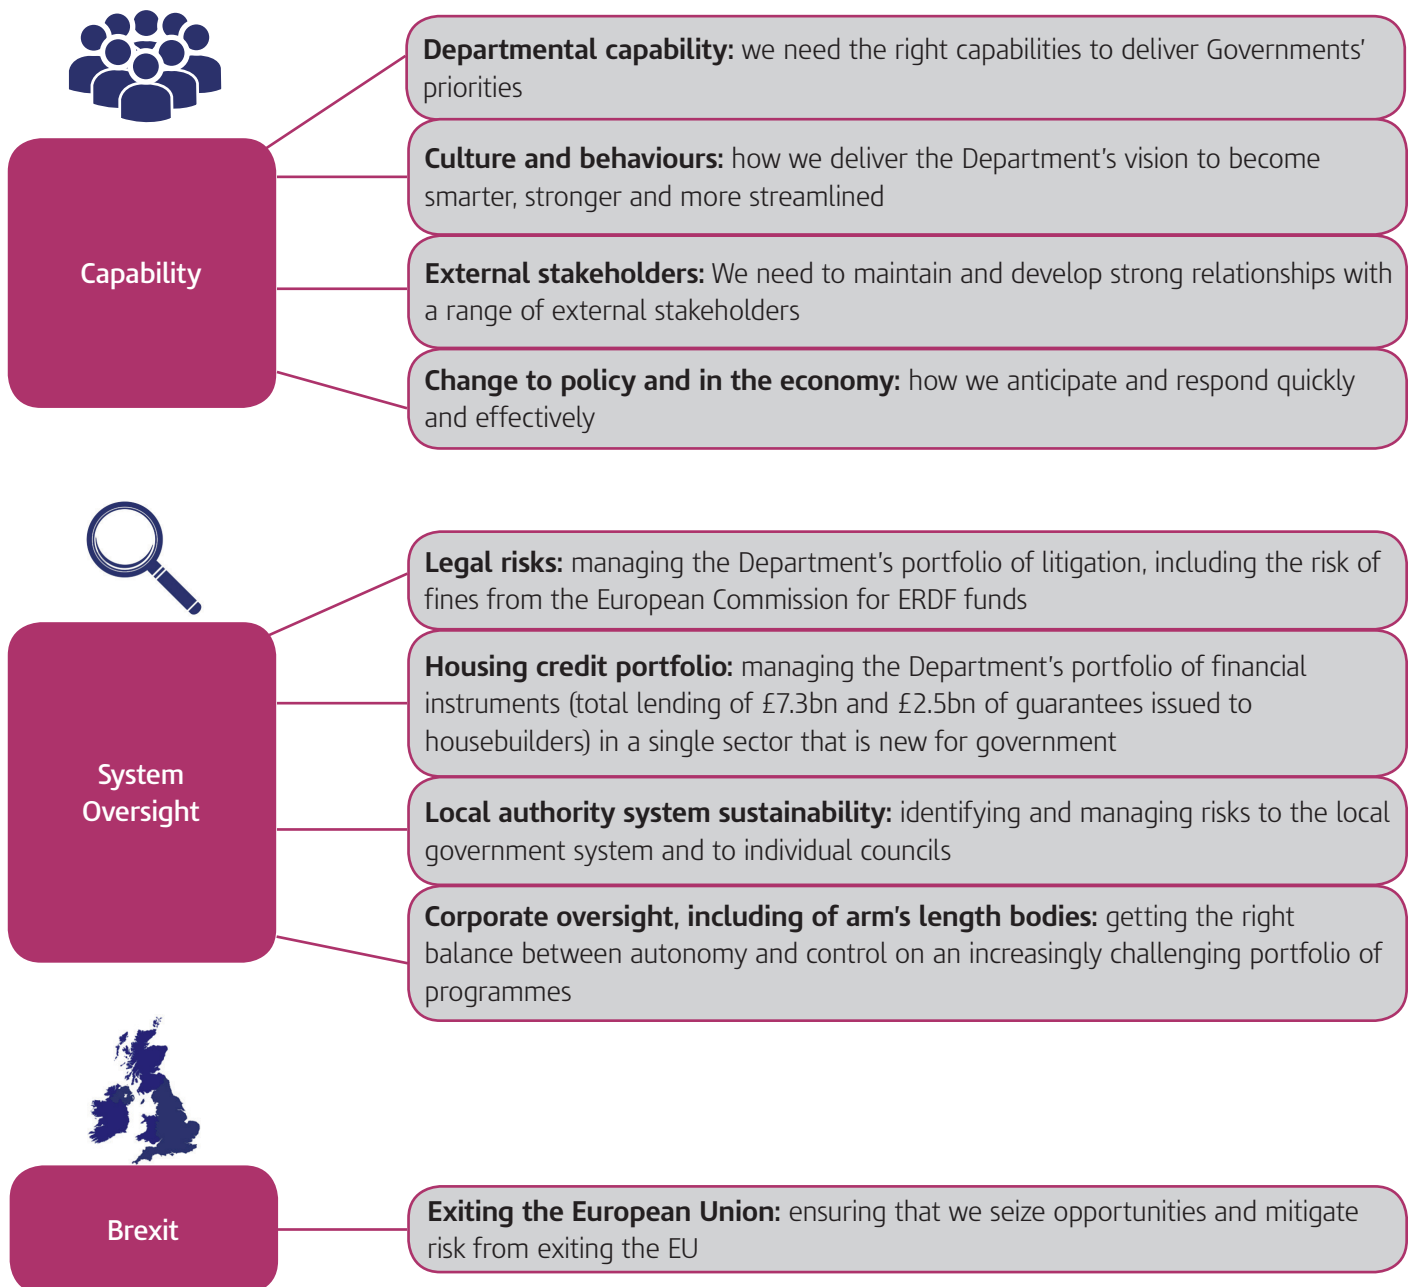 Departmental capability: we need the right capabilities to deliver Governments’
priorities
Culture and behaviours: how we deliver the Department’s vision to become
smarter, stronger and more streamlined
Capability
External stakeholders: We need to maintain and develop strong relationships with
a range of external stakeholders
Change to policy and in the economy: how we anticipate and respond quickly
and effectively
Legal risks: managing the Department’s portfolio of litigation, including the risk of
fines from the European Commission for ERDF funds
Housing credit portfolio: managing the Department’s portfolio of financial
instruments (total lending of £7.3bn and £2.5bn of guarantees issued to
housebuilders) in a single sector that is new for government
System
Oversight
Local authority system sustainability: identifying and managing risks to the local
government system and to individual councils
Corporate oversight, including of arm’s length bodies: getting the right
balance between autonomy and control on an increasingly challenging portfolio of
programmes
Brexit
Exiting the European Union: ensuring that we seize opportunities and mitigate
risk from exiting the EU